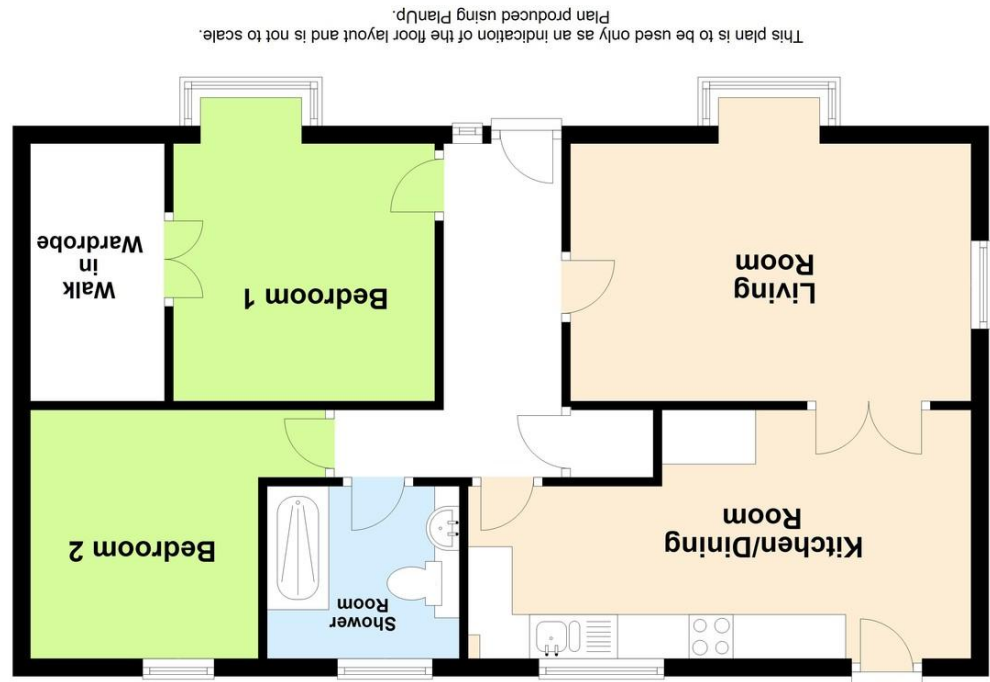 Kitchen/Dining
Room
Shower
Room
Bedroom 2
Living
Room
Bedroom 1
Walk
in
Wardrobe
This plan is to be used only as an indication of the floor layout and is not to scale.
Plan produced using PlanUp.